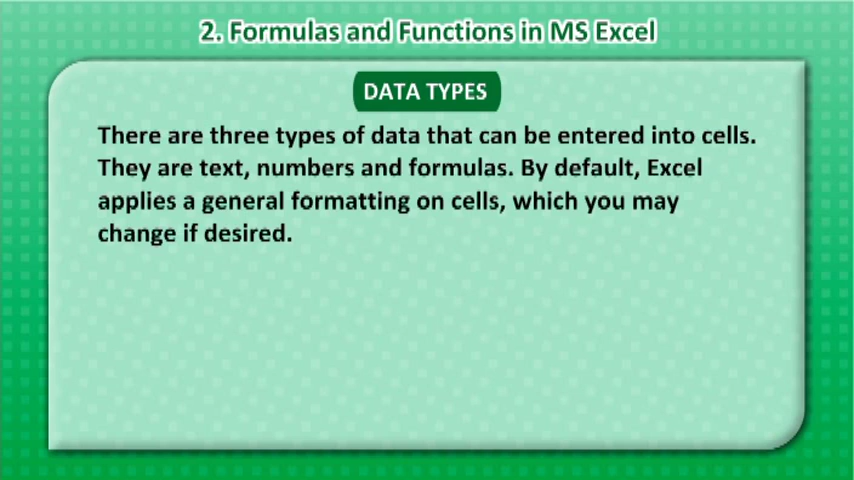 2. Formulas and Functions in MS Excel
DATA TYPES
There are three types of data that can be entered into cells.
They are text, numbers and formulas. By default, Excel
applies a general formatting on cells, which you may
change if desired.